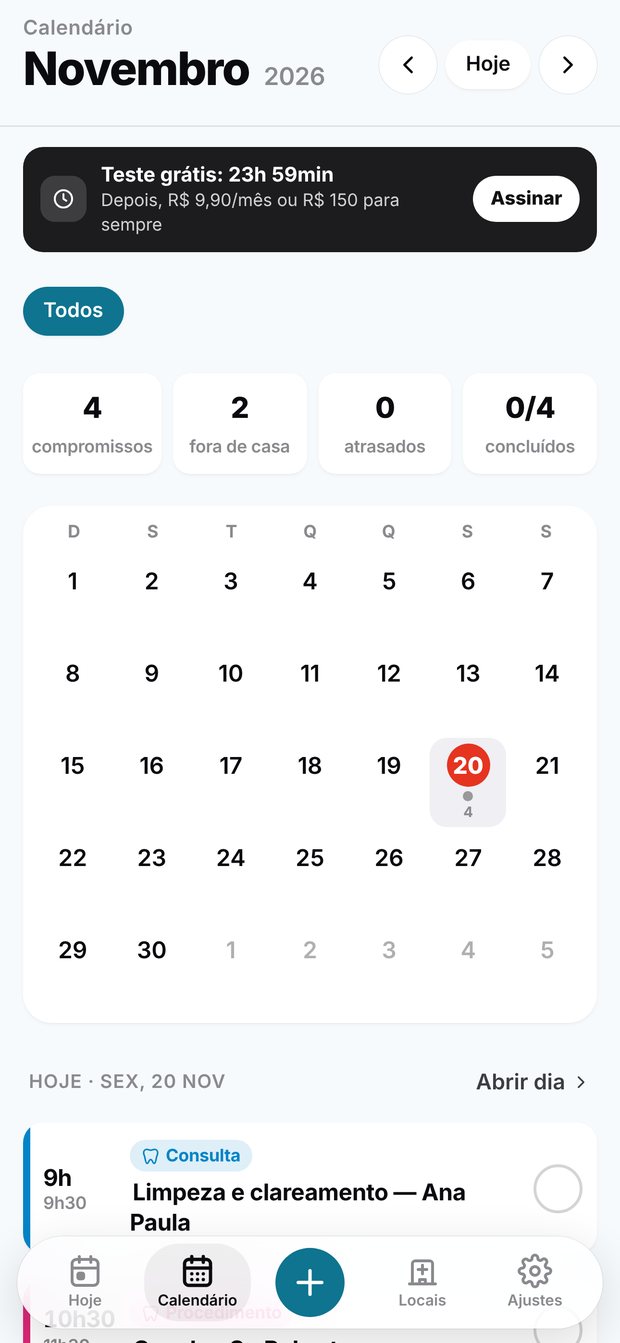 Calendário
Novembro 2026
Hoje
Teste grátis: 23h 59min
Depois, R$ 9,90/mês ou R$ 150 para
sempre
Assinar
Todos
4 2 0 0/4
compromissos fora de casa atrasados concluídos
D S T Q Q S S
1 2 3 4 5 6 7
8 9 10 11 12 13 14
15 16 17 18 19 20 21
4
22 23 24 25 26 27 28
29 30 1 2 3 4 5
HOJE · SEX, 20 NOV
Abrir dia
Consulta
9h
9h30
Limpeza e clareamento — Ana
Paula
Hoje Calendário Locais Ajustes
10h30
Procedimento